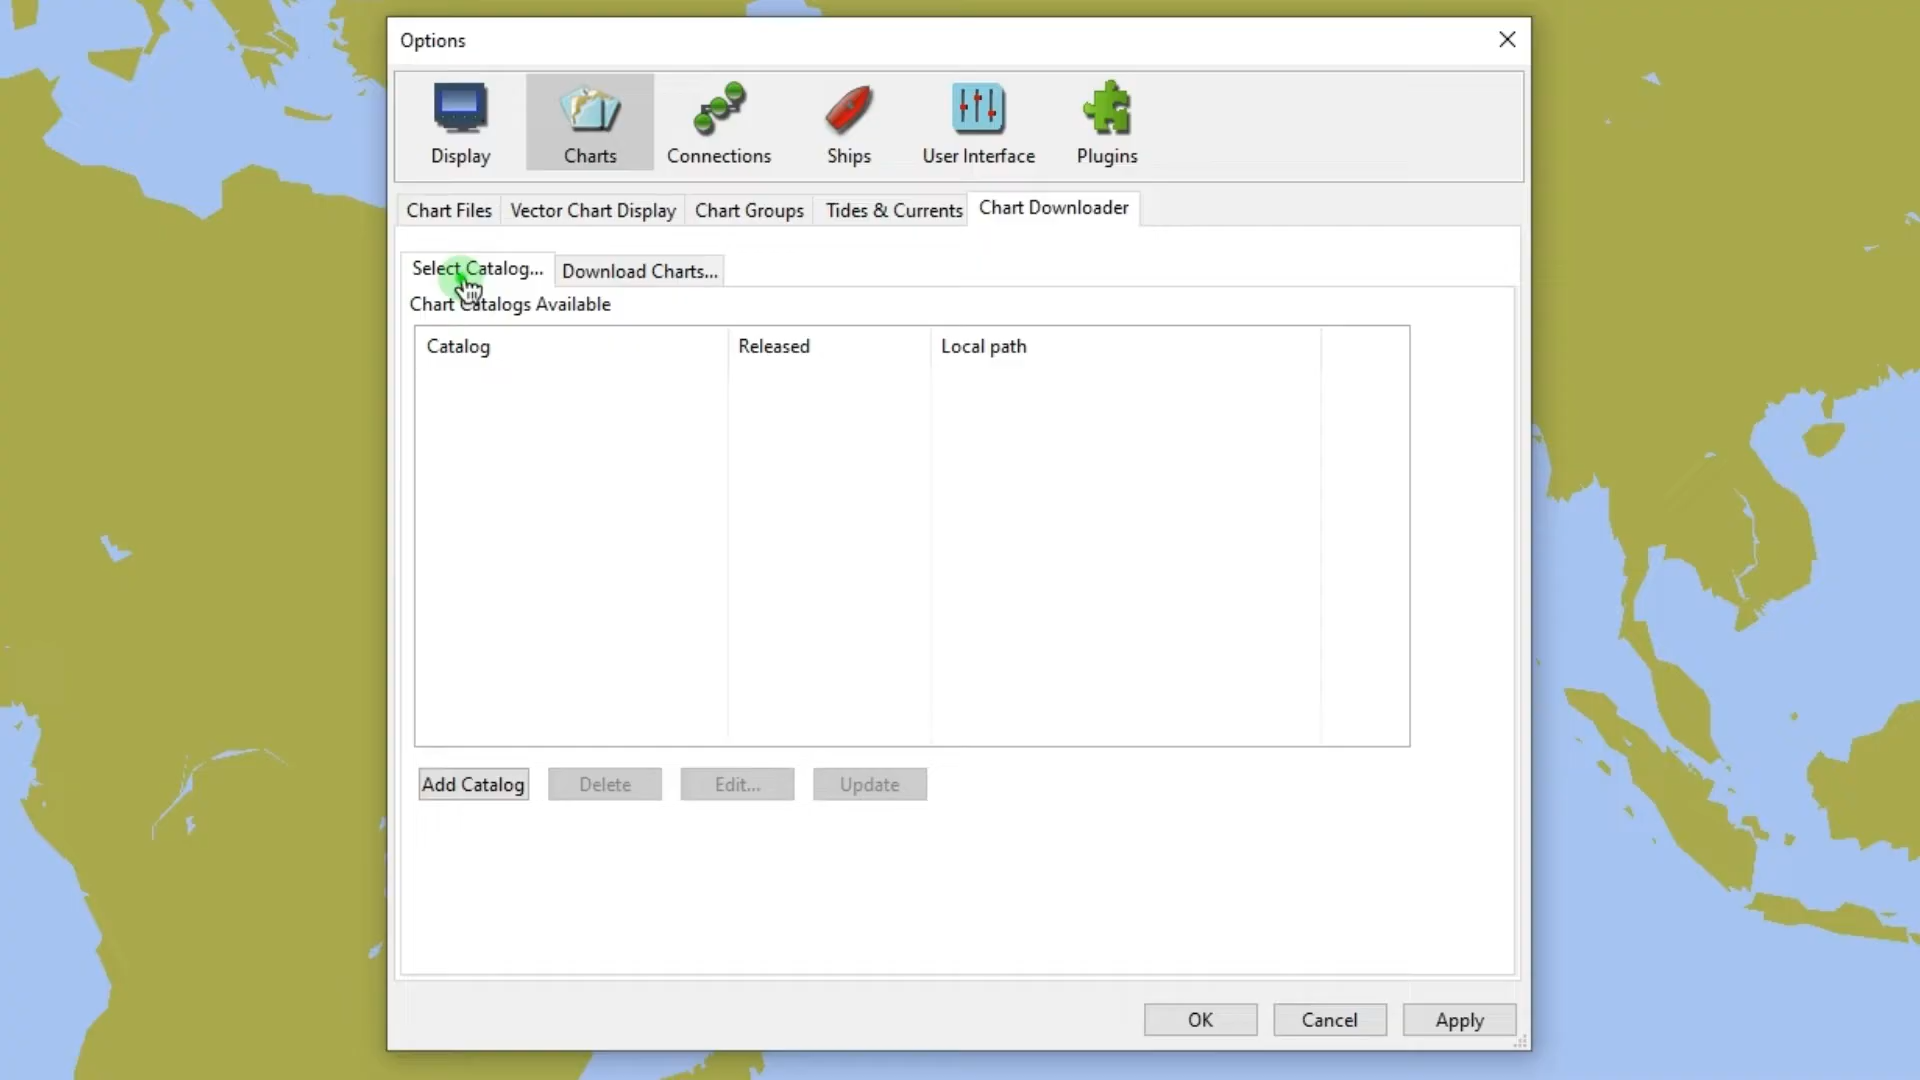 Options
Display Charts Connections Ships User Interface Plugins
Chart Files Vector Chart Display Chart Groups Tides & Currents Chart Downloader
Select Catalog... Download Charts...
Chart Catalogs Available
Catalog Released Local path
Add Catalog Delete Edit... Update
OK Cancel Apply